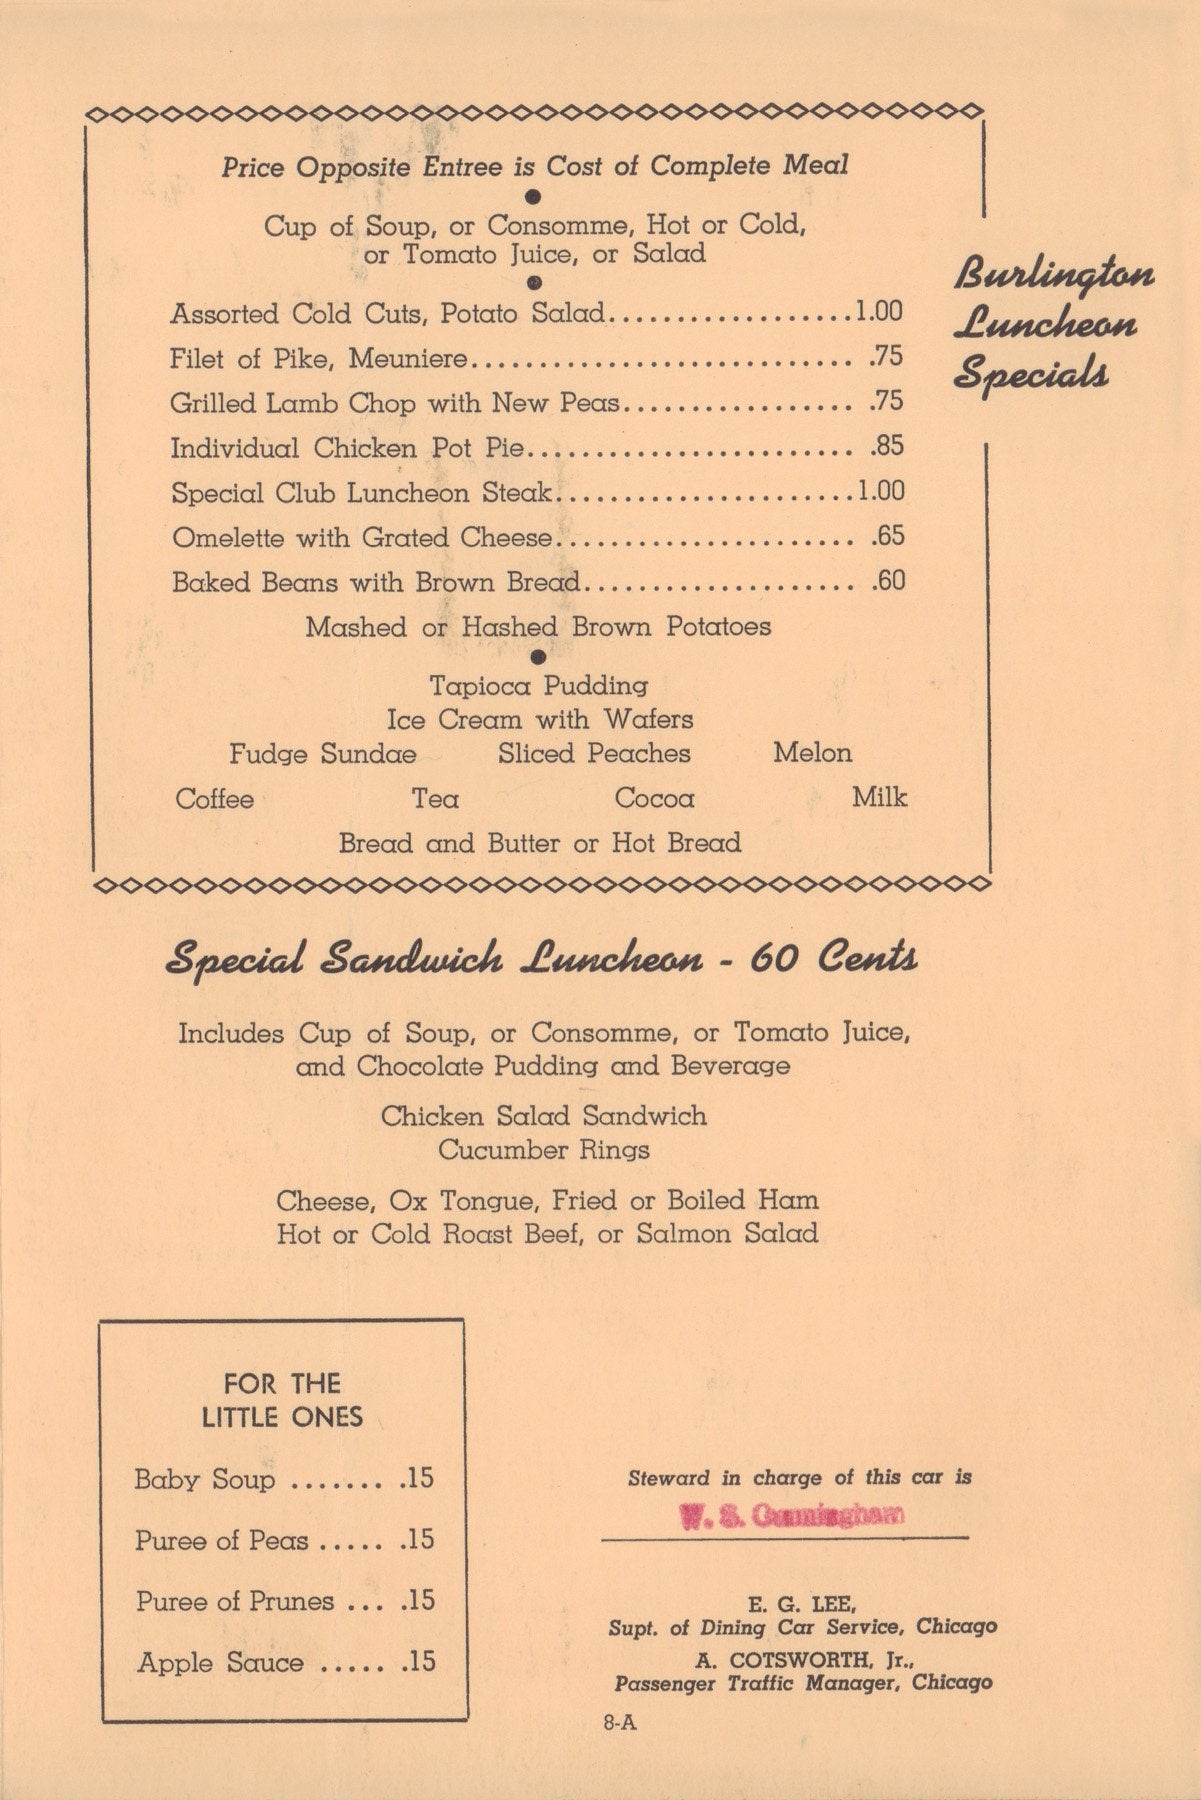 Price Opposite Entree is Cost of Complete Meal
Cup of Soup, or Consomme, Hot or Cold,
or Tomato Juice, or Salad
Burlington
Luncheon
Specials
Assorted Cold Cuts, Potato Salad..................1.00
Filet of Pike, Meuniere............................ .75
Grilled Lamb Chop with New Peas................. .75
Individual Chicken Pot Pie........................ .85
Special Club Luncheon Steak......................1.00
Omelette with Grated Cheese...................... .65
Baked Beans with Brown Bread.................... .60
Mashed or Hashed Brown Potatoes
Tapioca Pudding
Ice Cream with Wafers
Fudge Sundae Sliced Peaches Melon
Coffee Tea Cocoa Milk
Bread and Butter or Hot Bread
Special Sandwich Luncheon - 60 Cents
Includes Cup of Soup, or Consomme, or Tomato Juice,
and Chocolate Pudding and Beverage
Chicken Salad Sandwich
Cucumber Rings
Cheese, Ox Tongue, Fried or Boiled Ham
Hot or Cold Roast Beef, or Salmon Salad
FOR THE
LITTLE ONES
Baby Soup ....... .15
Puree of Peas ..... .15
Puree of Prunes ... .15
Apple Sauce ..... .15
Steward in charge of this car is
W. S. Cunningham
E. G. LEE,
Supt. of Dining Car Service, Chicago
A. COTSWORTH, Jr.,
Passenger Traffic Manager, Chicago
8-A